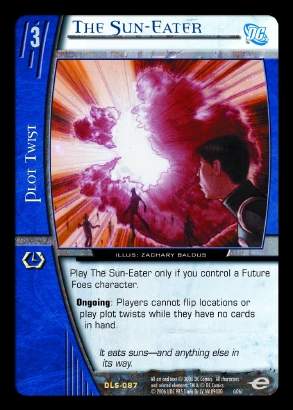 3
THE SUN-EATER
DC
PLOT TWIST
ILLUS: ZACHARY BALDUS
Play The Sun-Eater only if you control a Future
Foes character.
Ongoing: Players cannot flip locations or
play plot twists while they have no cards
in hand.
It eats suns—and anything else in
its way.
DLS-087